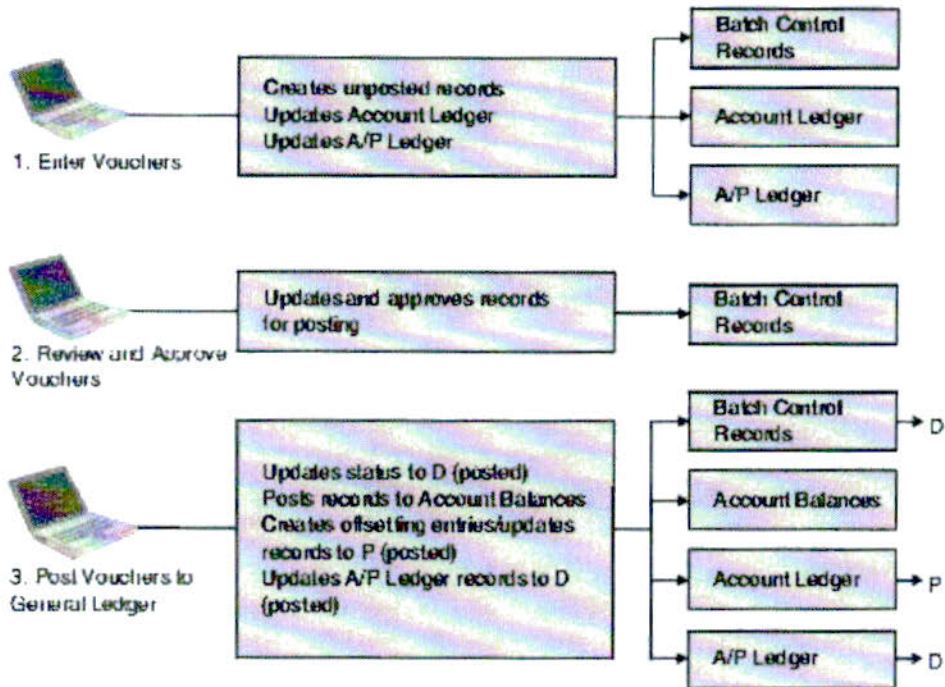 Creates unposted records
Updates Account Ledger
Updates A/P Ledger
Batch Control
Records
Account Ledger
A/P Ledger
1. Enter Vouchers
Updates and approves records
for posting
Batch Control
Records
2. Review and Approve
Vouchers
Updates status to D (posted)
Posts records to Account Balances
Creates offsetting entries/updates
records to P (posted)
Updates A/P Ledger records to D
(posted)
Batch Control
Records
D
Account Balances
Account Ledger
P
A/P Ledger
D
3. Post Vouchers to
General Ledger